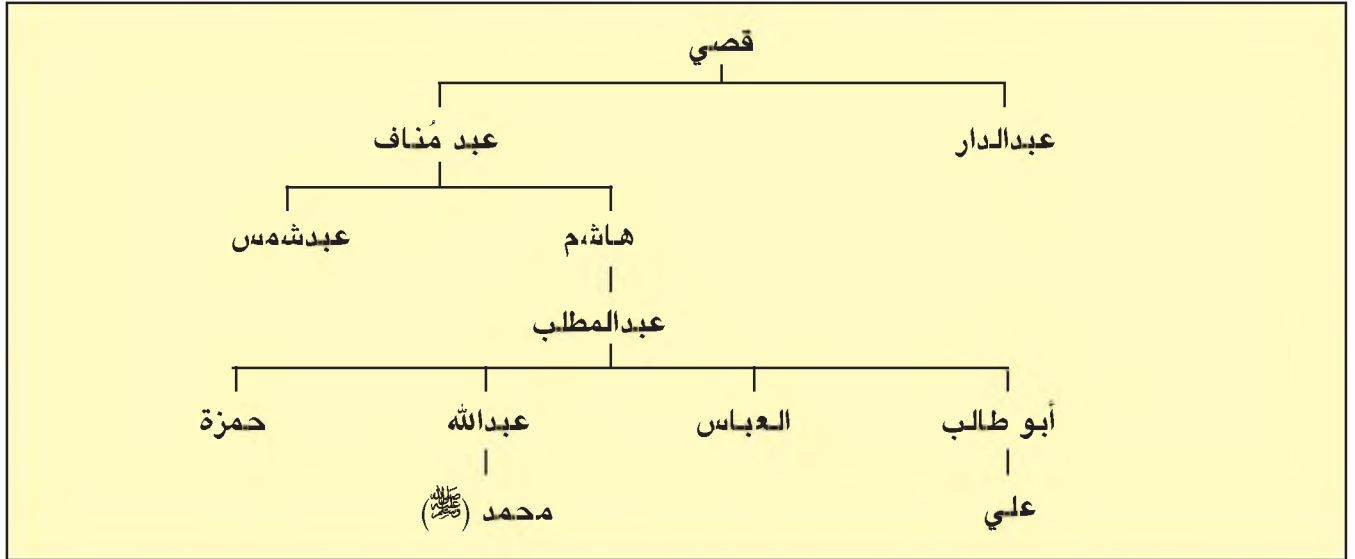 قصي
عبدالدار عبد مُناف
هاشم عبدشمس
عبدالمطلب
أبو طالب العباس عبدالله حمزة
علي محمد (ﷺ)